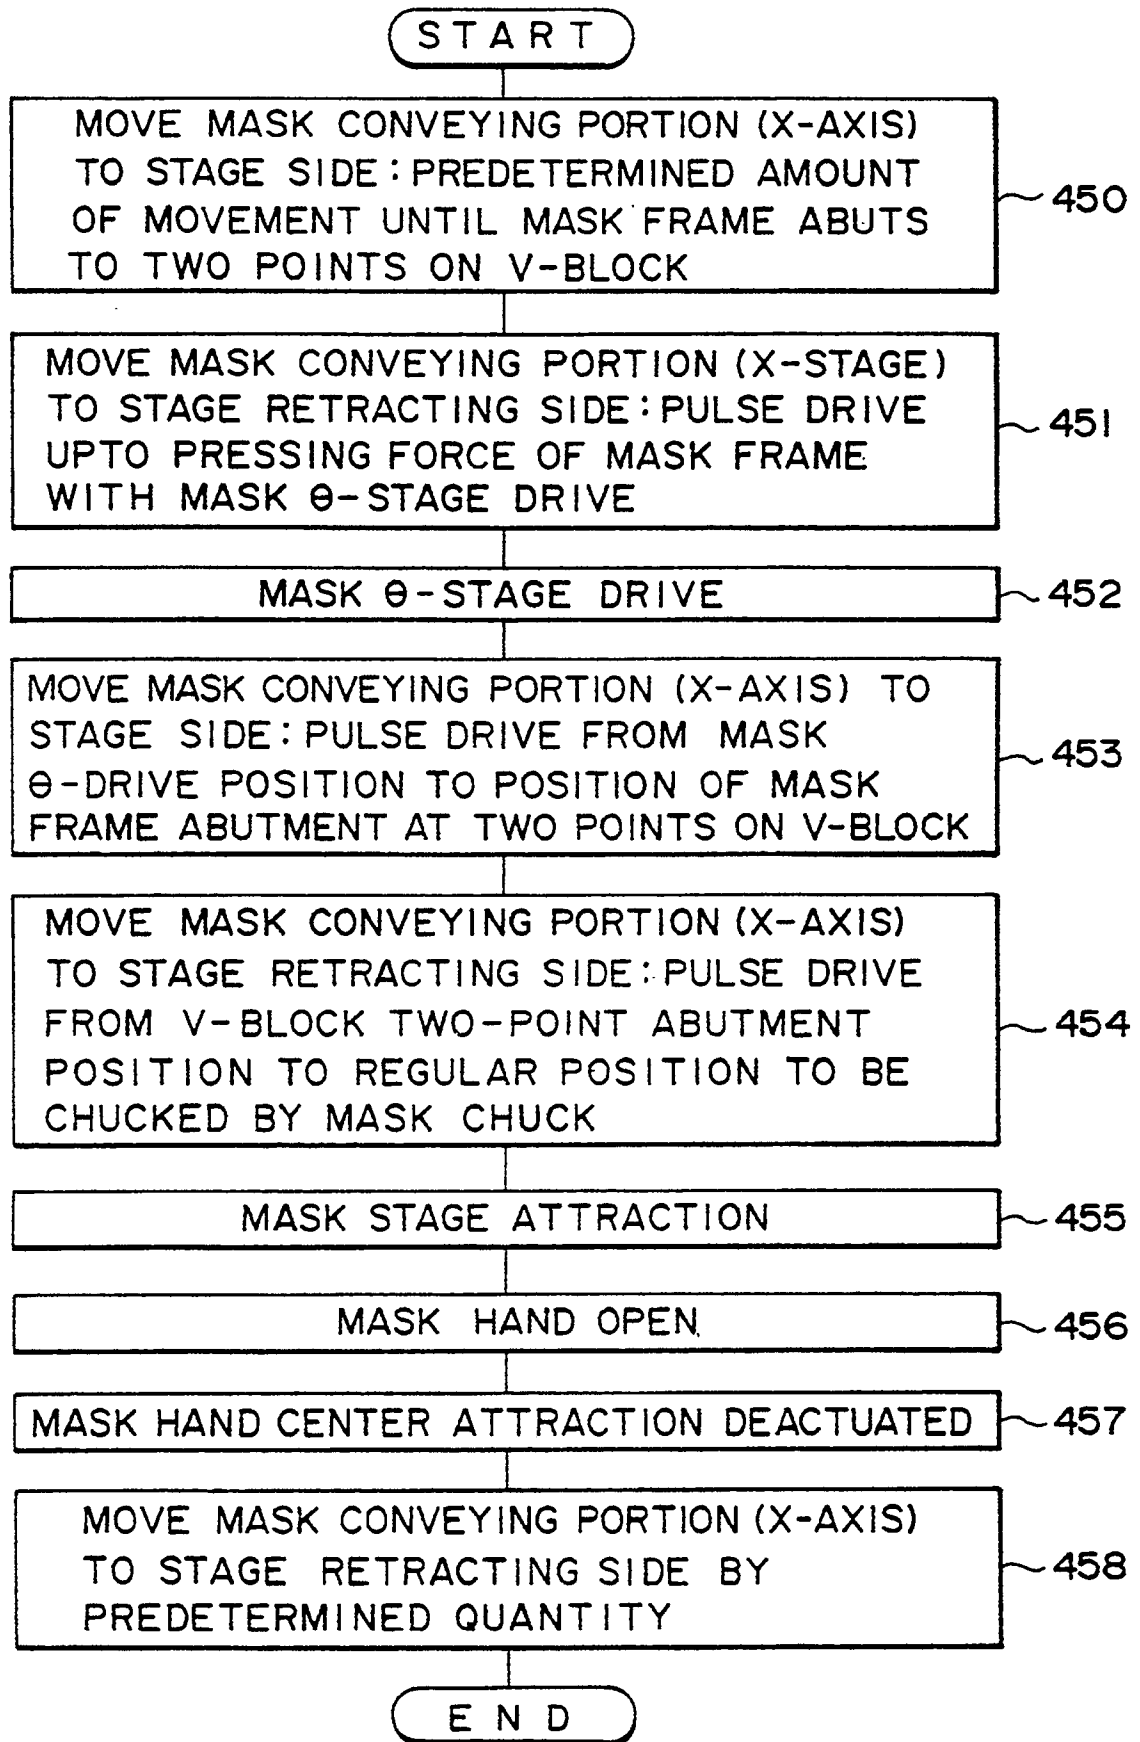 START
MOVE MASK CONVEYING PORTION (X-AXIS)
TO STAGE SIDE: PREDETERMINED AMOUNT
OF MOVEMENT UNTIL MASK FRAME ABUTS
TO TWO POINTS ON V-BLOCK
450
MOVE MASK CONVEYING PORTION (X-STAGE)
TO STAGE RETRACTING SIDE: PULSE DRIVE
UPTO PRESSING FORCE OF MASK FRAME
WITH MASK θ-STAGE DRIVE
451
MASK θ-STAGE DRIVE
452
MOVE MASK CONVEYING PORTION (X-AXIS) TO
STAGE SIDE: PULSE DRIVE FROM MASK
θ-DRIVE POSITION TO POSITION OF MASK
FRAME ABUTMENT AT TWO POINTS ON V-BLOCK
453
MOVE MASK CONVEYING PORTION (X-AXIS)
TO STAGE RETRACTING SIDE: PULSE DRIVE
FROM V-BLOCK TWO-POINT ABUTMENT
POSITION TO REGULAR POSITION TO BE
CHUCKED BY MASK CHUCK
454
MASK STAGE ATTRACTION
455
MASK HAND OPEN
456
MASK HAND CENTER ATTRACTION DEACTUATED
457
MOVE MASK CONVEYING PORTION (X-AXIS)
TO STAGE RETRACTING SIDE BY
PREDETERMINED QUANTITY
458
END